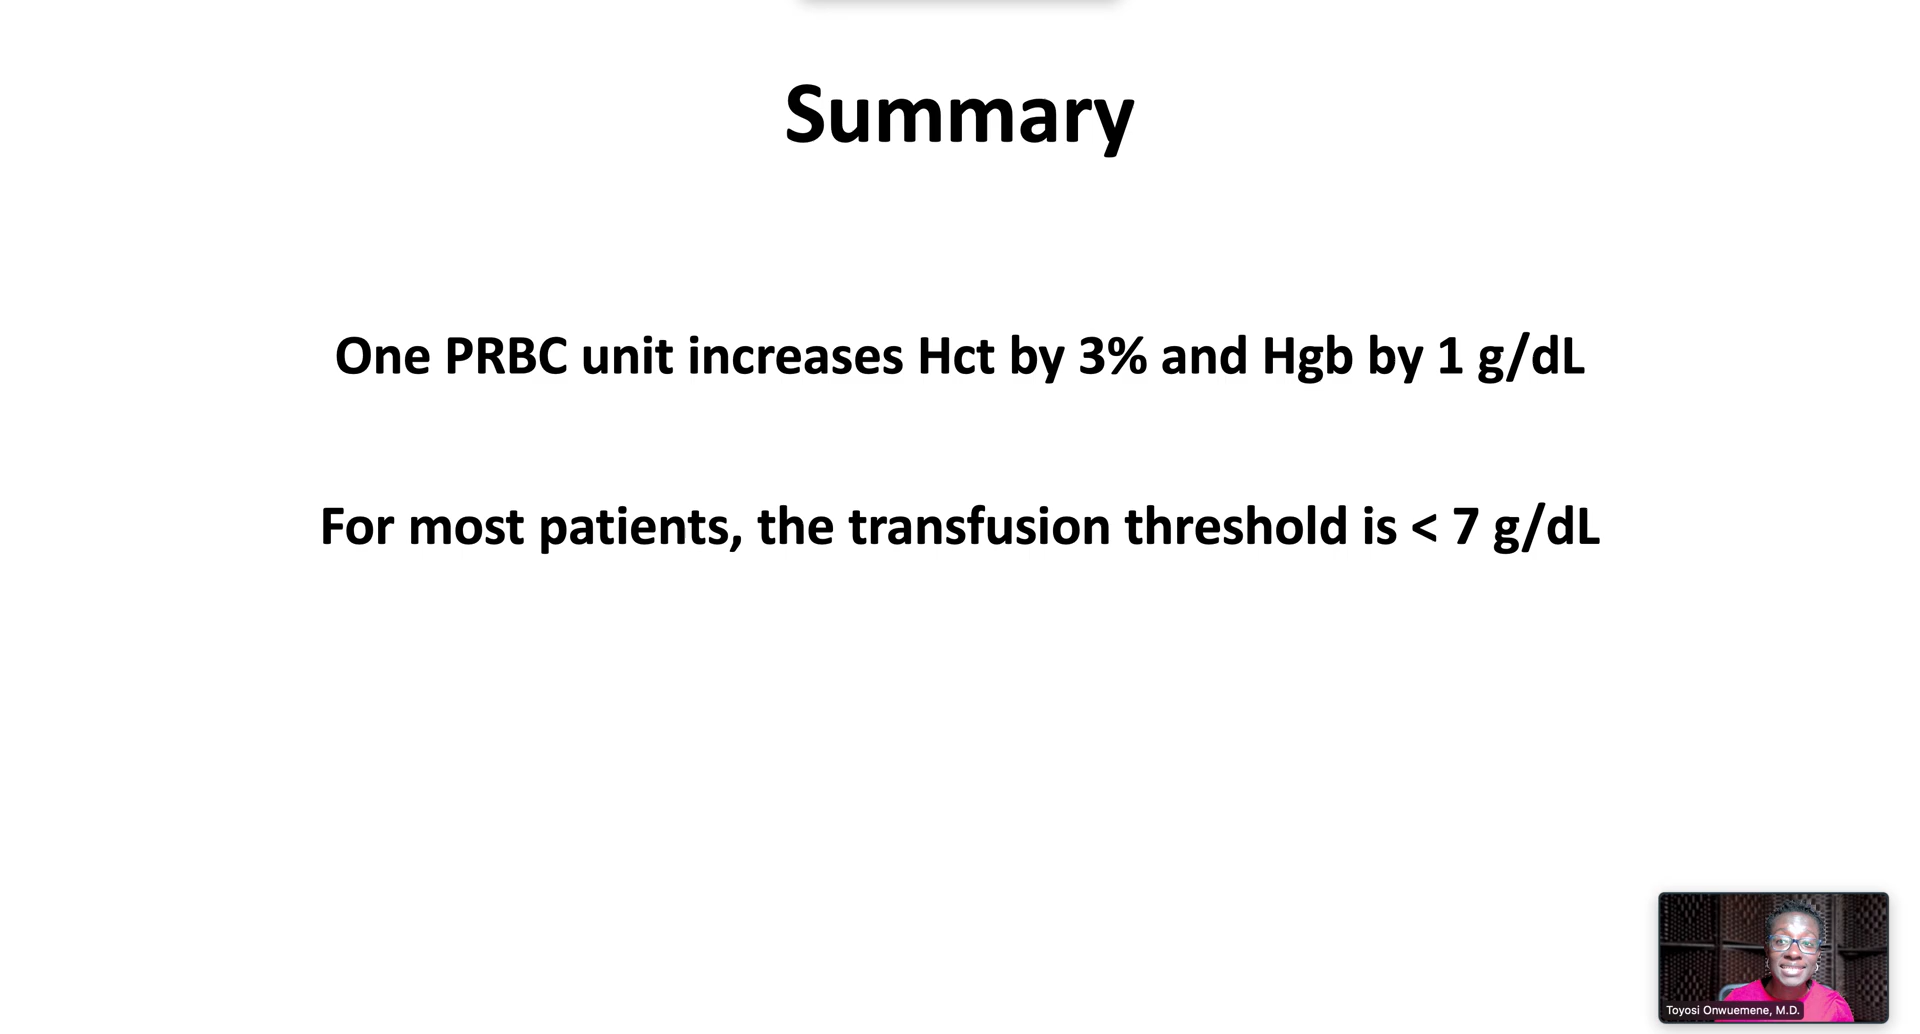 Summary
One PRBC unit increases Hct by 3% and Hgb by 1 g/dL
For most patients, the transfusion threshold is < 7 g/dL
Toyosi Onwuemene, M.D.